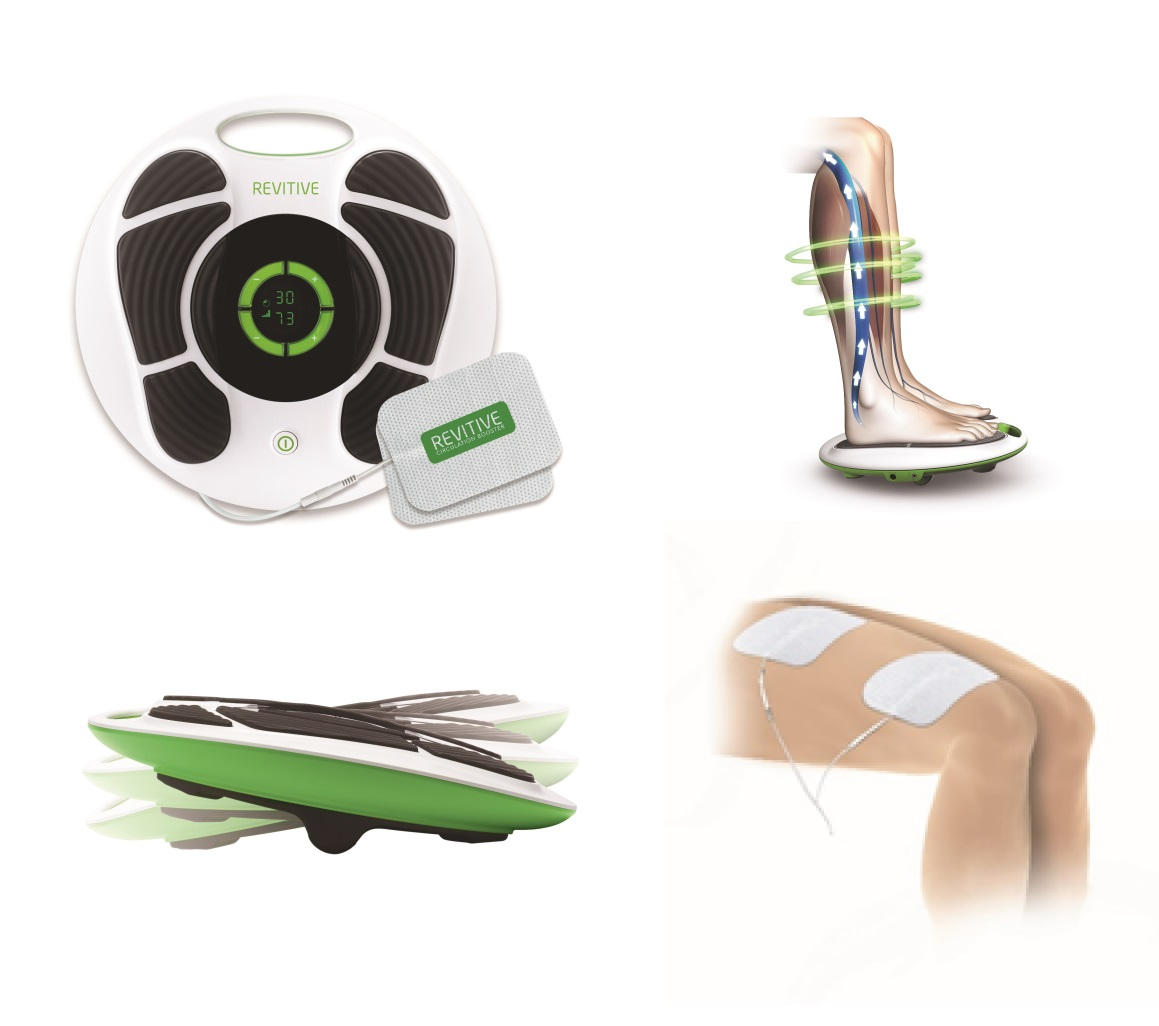 REVITIVE
30
73
REVITIVE
CIRCULATION BOOSTER